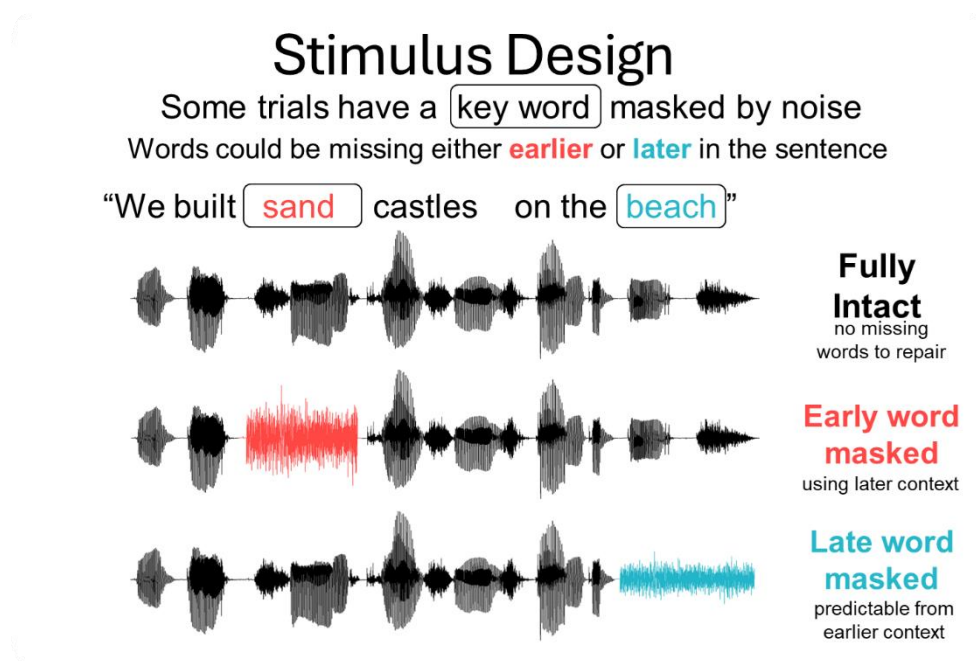 Stimulus Design
Some trials have a key word masked by noise
Words could be missing either earlier or later in the sentence
“We built sand castles on the beach”
Fully
Intact
no missing
words to repair
Early word
masked
using later context
Late word
masked
predictable from
earlier context